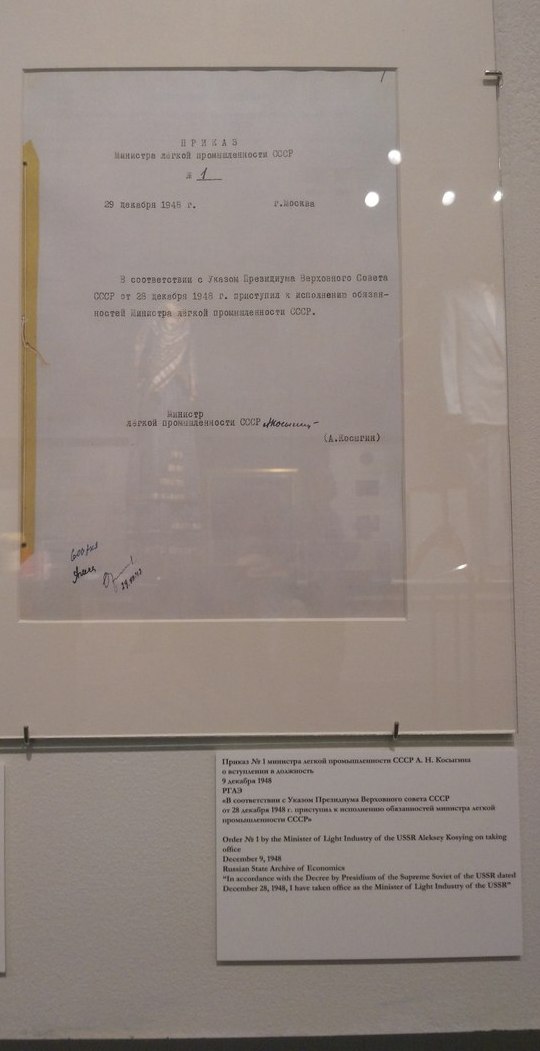 ПРИКАЗ
Министра лёгкой промышленности СССР
№ 1
29 декабря 1948 г. г.Москва
В соответствии с Указом Президиума Верховного Совета
СССР от 28 декабря 1948 г. приступил к исполнению обязан-
ностей Министра лёгкой промышленности СССР.
Министр
лёгкой промышленности СССР
(А.Косыгин)
Приказ № 1 министра легкой промышленности СССР А. Н. Косыгина
о вступлении в должность
9 декабря 1948
РГАЭ
«В соответствии с Указом Президиума Верховного совета СССР
от 28 декабря 1948 г. приступил к исполнению обязанностей министра легкой
промышленности СССР»
Order № 1 by the Minister of Light Industry of the USSR Aleksey Kosying on taking
office
December 9, 1948
Russian State Archive of Economics
“In accordance with the Decree by Presidium of the Supreme Soviet of the USSR dated
December 28, 1948, I have taken office as the Minister of Light Industry of the USSR”